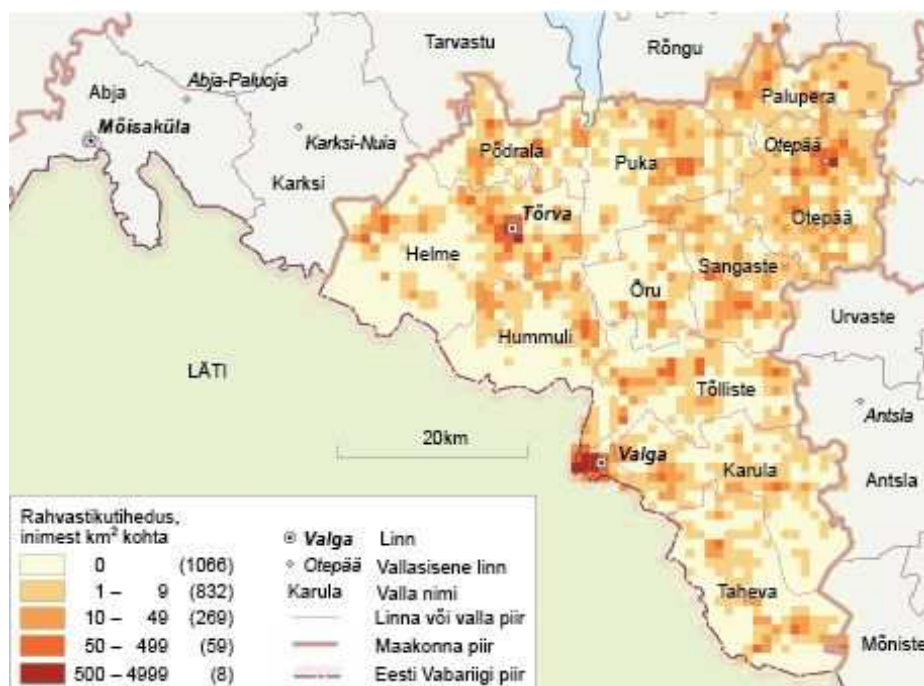 Tarvastu
Rõngu
Abja-Paluoja
Abja
Palupera
Mõisaküla
Karksi-Nuia
Otepää
Põdrala
Puka
Karksi
Tõrva
Otepää
Helme
Sangaste
Õru
Urvaste
Hummuli
LÄTI
Tõlliste
Antsla
20km
Valga
Karula
Antsla
Taheva
Mõniste
Rahvastikutihedus,
inimest km² kohta
0 (1066)
1 – 9 (832)
10 – 49 (269)
50 – 499 (59)
500 – 4999 (8)
Valga Linn
Otepää Vallasisene linn
Karula Valla nimi
Linna või valla piir
Maakonna piir
Eesti Vabariigi piir